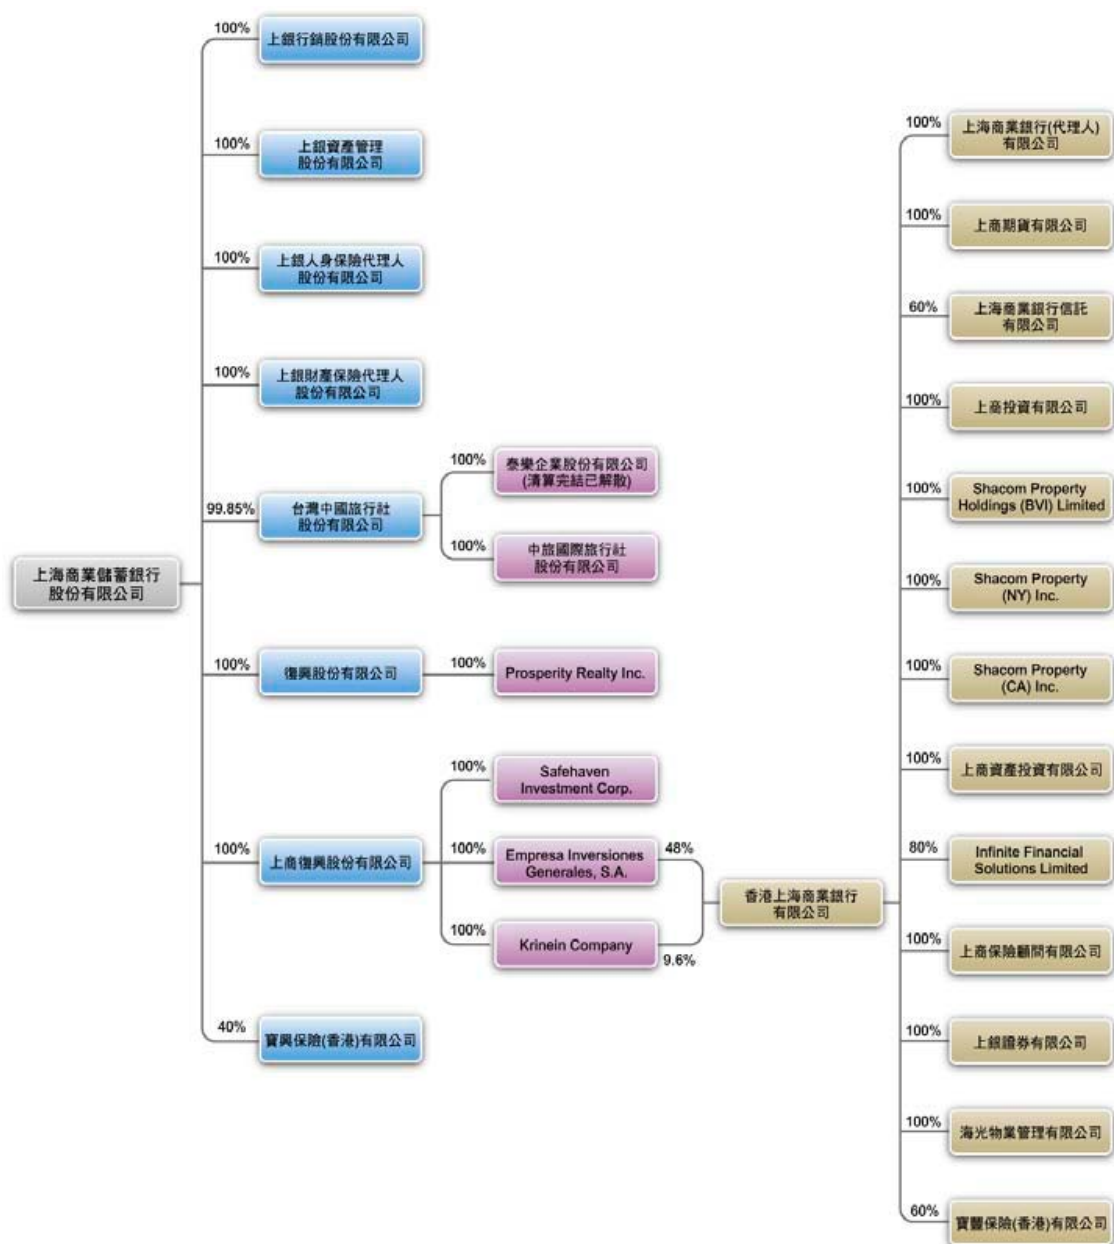 上海商業儲蓄銀行
股份有限公司
100%
上銀行銷股份有限公司
100%
上銀資產管理
股份有限公司
100%
上銀人身保險代理人
股份有限公司
100%
上銀財產保險代理人
股份有限公司
99.85%
台灣中國旅行社
股份有限公司
100%
泰樂企業股份有限公司
(清算完結已解散)
100%
中旅國際旅行社
股份有限公司
100%
復興股份有限公司
100%
Prosperity Realty Inc.
100%
上商復興股份有限公司
100%
Safehaven
Investment Corp.
100%
Empresa Inversiones
Generales, S.A.
48%
100%
Krinein Company
9.6%
40%
寶興保險(香港)有限公司
香港上海商業銀行
有限公司
100%
上海商業銀行(代理人)
有限公司
100%
上商期貨有限公司
60%
上海商業銀行信託
有限公司
100%
上商投資有限公司
100%
Shacom Property
Holdings (BVI) Limited
100%
Shacom Property
(NY) Inc.
100%
Shacom Property
(CA) Inc.
100%
上商資產投資有限公司
80%
Infinite Financial
Solutions Limited
100%
上商保險顧問有限公司
100%
上銀證券有限公司
100%
海光物業管理有限公司
60%
寶豐保險(香港)有限公司